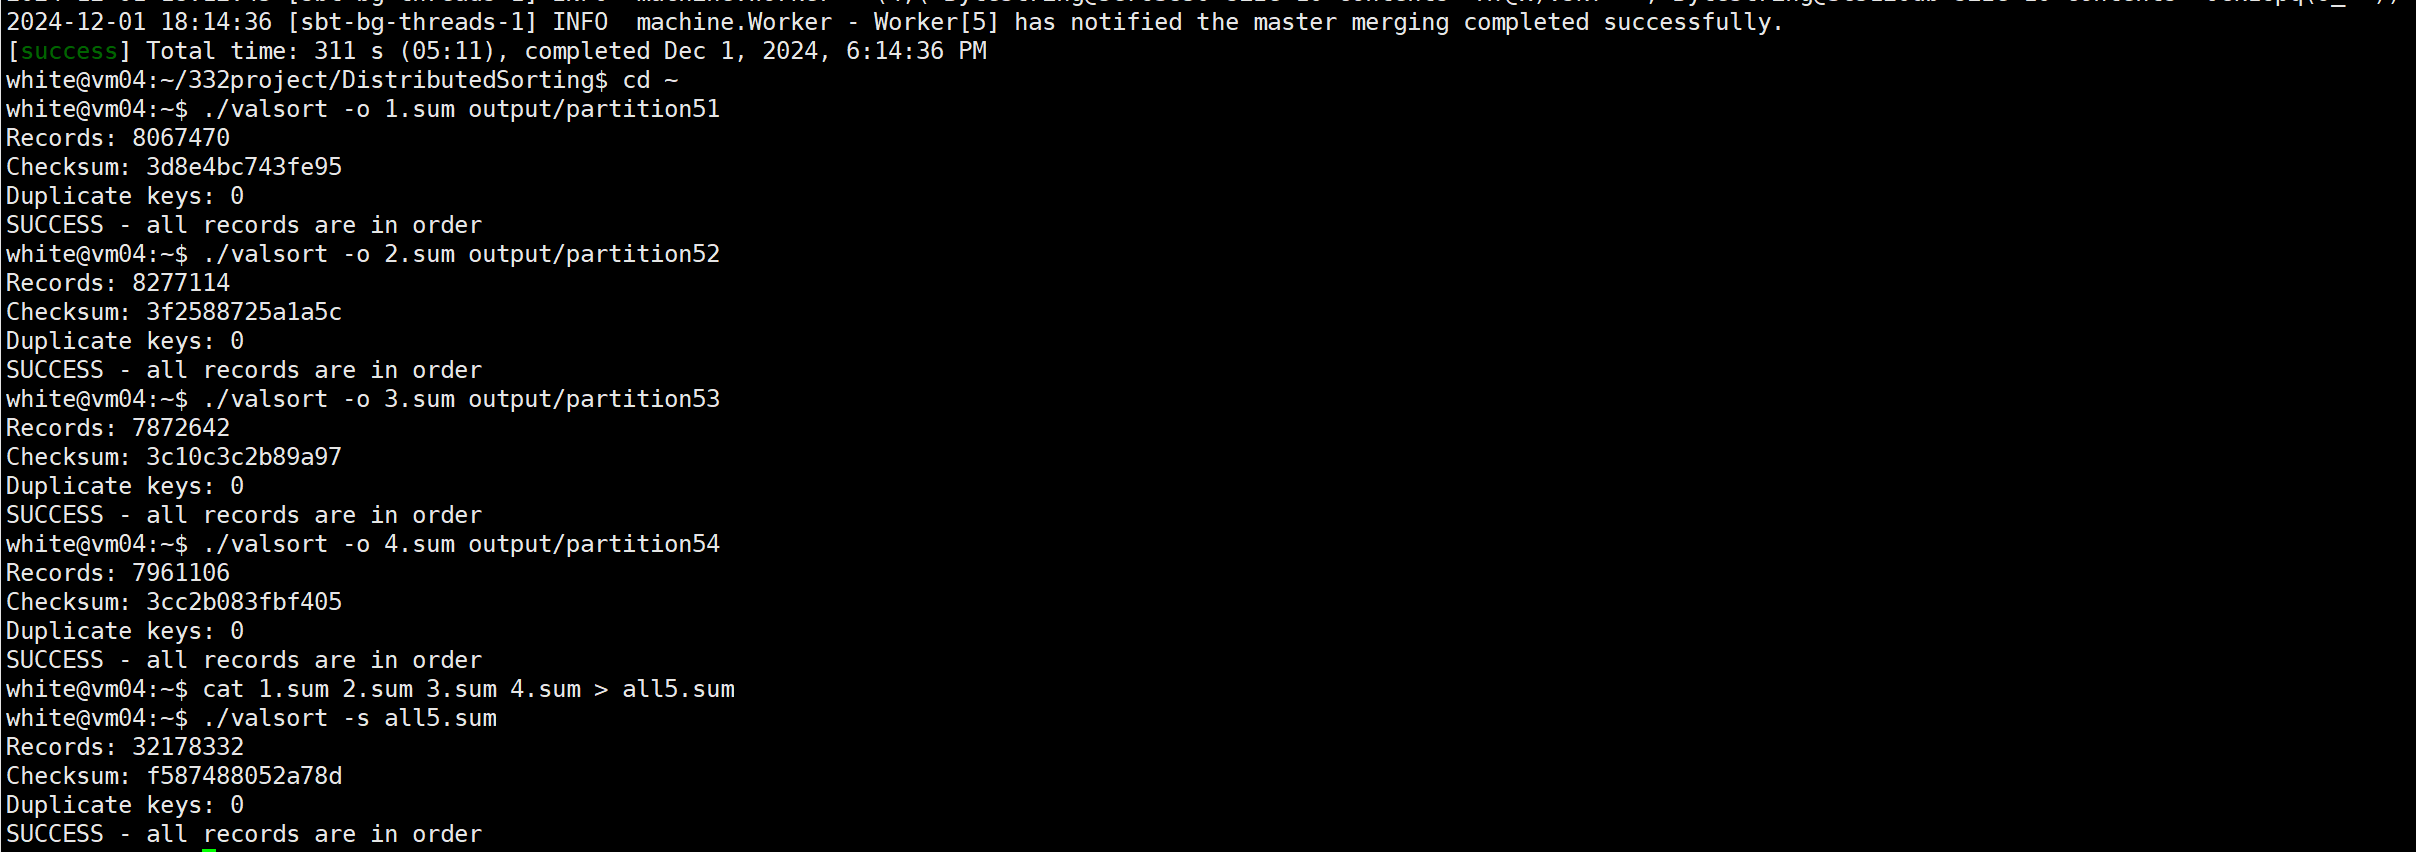 2024-12-01 18:14:36 [sbt-bg-threads-1] INFO  machine.Worker - Worker[5] has notified the master merging completed successfully.
[success] Total time: 311 s (05:11), completed Dec 1, 2024, 6:14:36 PM
white@vm04:~/332project/DistributedSorting$ cd ~
white@vm04:~$ ./valsort -o 1.sum output/partition51
Records: 8067470
Checksum: 3d8e4bc743fe95
Duplicate keys: 0
SUCCESS - all records are in order
white@vm04:~$ ./valsort -o 2.sum output/partition52
Records: 8277114
Checksum: 3f2588725a1a5c
Duplicate keys: 0
SUCCESS - all records are in order
white@vm04:~$ ./valsort -o 3.sum output/partition53
Records: 7872642
Checksum: 3c10c3c2b89a97
Duplicate keys: 0
SUCCESS - all records are in order
white@vm04:~$ ./valsort -o 4.sum output/partition54
Records: 7961106
Checksum: 3cc2b083fbf405
Duplicate keys: 0
SUCCESS - all records are in order
white@vm04:~$ cat 1.sum 2.sum 3.sum 4.sum > all5.sum
white@vm04:~$ ./valsort -s all5.sum
Records: 32178332
Checksum: f587488052a78d
Duplicate keys: 0
SUCCESS - all records are in order